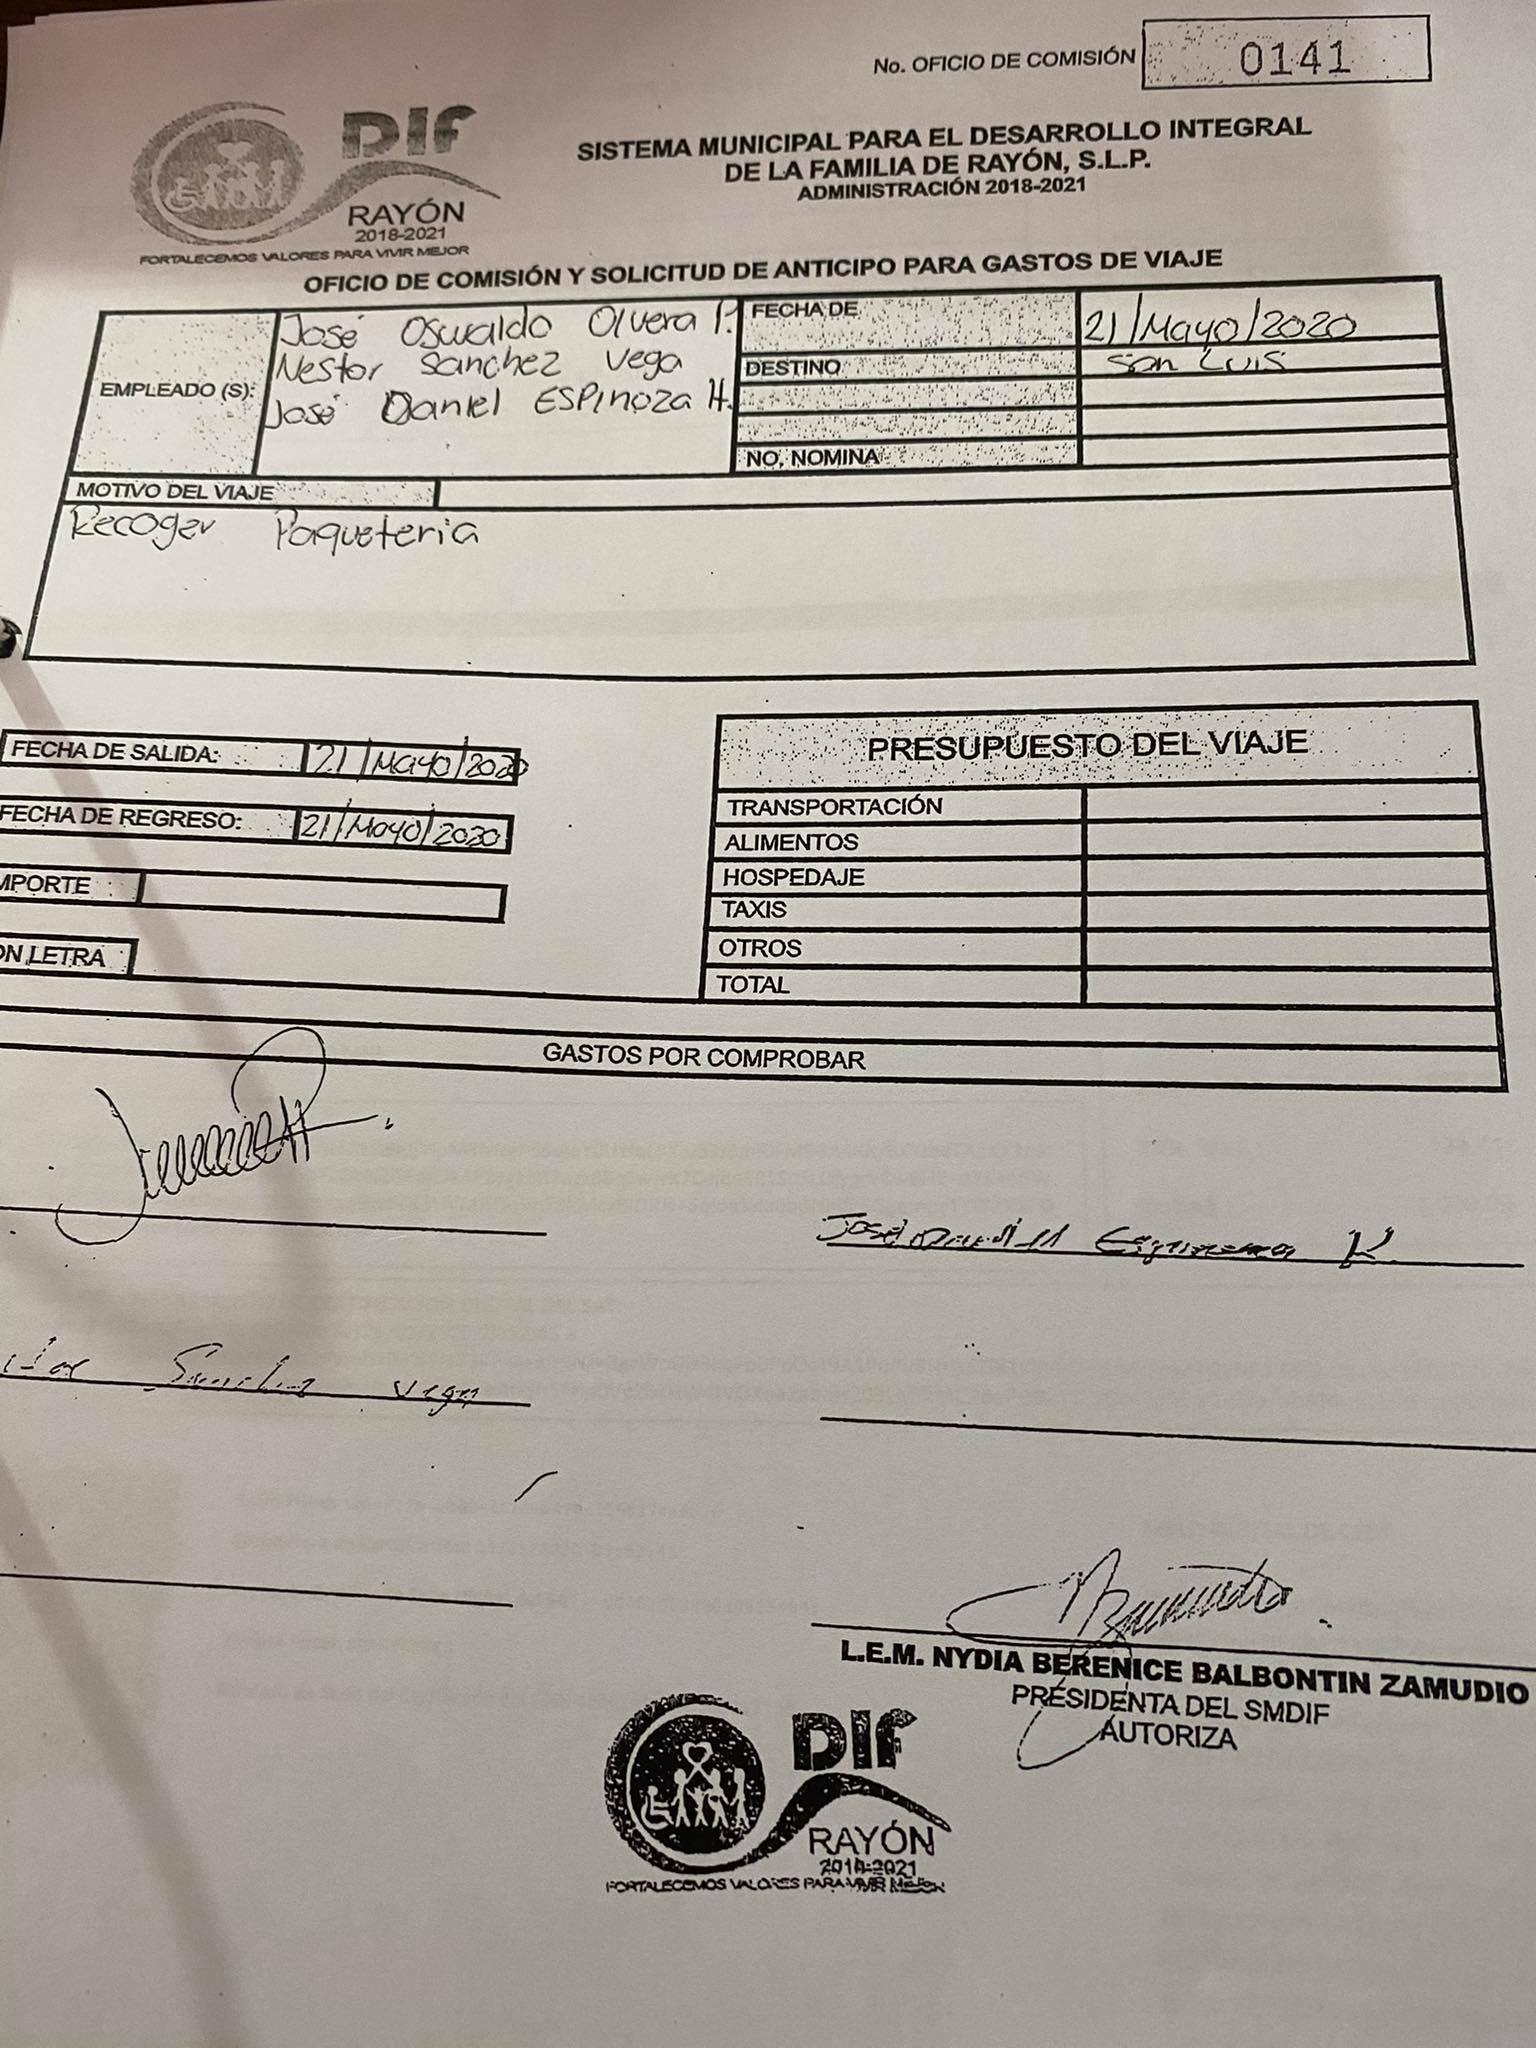 No. OFICIO DE COMISIÓN 0141
DIF
RAYÓN
2018-2021
FORTALECEMOS VALORES PARA VIVIR MEJOR
SISTEMA MUNICIPAL PARA EL DESARROLLO INTEGRAL
DE LA FAMILIA DE RAYÓN, S.L.P.
ADMINISTRACIÓN 2018-2021
OFICIO DE COMISIÓN Y SOLICITUD DE ANTICIPO PARA GASTOS DE VIAJE
EMPLEADO (S):
José Oswaldo Olvera P.
Nestor Sanchez Vega
José Daniel ESPINOZA H.
FECHA DE 21/Mayo/2020
DESTINO San Luis
NO. NOMINA
MOTIVO DEL VIAJE
Recoger Paqueteria
FECHA DE SALIDA: 21/Mayo/2020
FECHA DE REGRESO: 21/Mayo/2020
MPORTE
ON LETRA
PRESUPUESTO DEL VIAJE
TRANSPORTACIÓN
ALIMENTOS
HOSPEDAJE
TAXIS
OTROS
TOTAL
GASTOS POR COMPROBAR
José Daniel
Sanchez Vega
L.E.M. NYDIA BERENICE BALBONTIN ZAMUDIO
PRESIDENTA DEL SMDIF
AUTORIZA
DIF
RAYÓN
2018-2021
FORTALECEMOS VALORES PARA VIVIR MEJOR